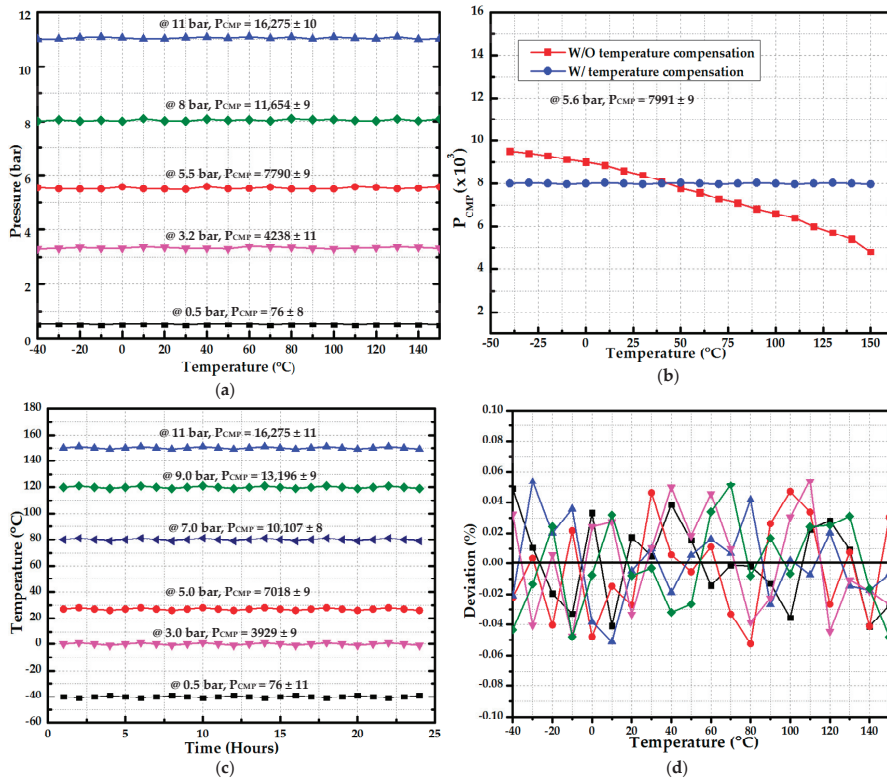 12
10
8
6
4
2
0
Pressure (bar)
@ 11 bar, PCMP = 16,275 ± 10
@ 8 bar, PCMP = 11,654 ± 9
@ 5.5 bar, PCMP = 7790 ± 9
@ 3.2 bar, PCMP = 4238 ± 11
@ 0.5 bar, PCMP = 76 ± 8
-40 -20 0 20 40 60 80 100 120 140
Temperature (°C)
(a)
16
14
12
10
8
6
4
2
PCMP (x 10³)
W/O temperature compensation
W/ temperature compensation
@ 5.6 bar, PCMP = 7991 ± 9
-50 -25 0 25 50 75 100 125 150
Temperature (°C)
(b)
180
160
140
120
100
80
60
40
20
0
-20
-40
-60
Temperature (°C)
@ 11 bar, PCMP = 16,275 ± 11
@ 9.0 bar, PCMP = 13,196 ± 9
@ 7.0 bar, PCMP = 10,107 ± 8
@ 5.0 bar, PCMP = 7018 ± 9
@ 3.0 bar, PCMP = 3929 ± 9
@ 0.5 bar, PCMP = 76 ± 11
0 5 10 15 20 25
Time (Hours)
(c)
0.10
0.08
0.06
0.04
0.02
0.00
-0.02
-0.04
-0.06
-0.08
-0.10
Deviation (%)
-40 -20 0 20 40 60 80 100 120 140
Temperature (°C)
(d)